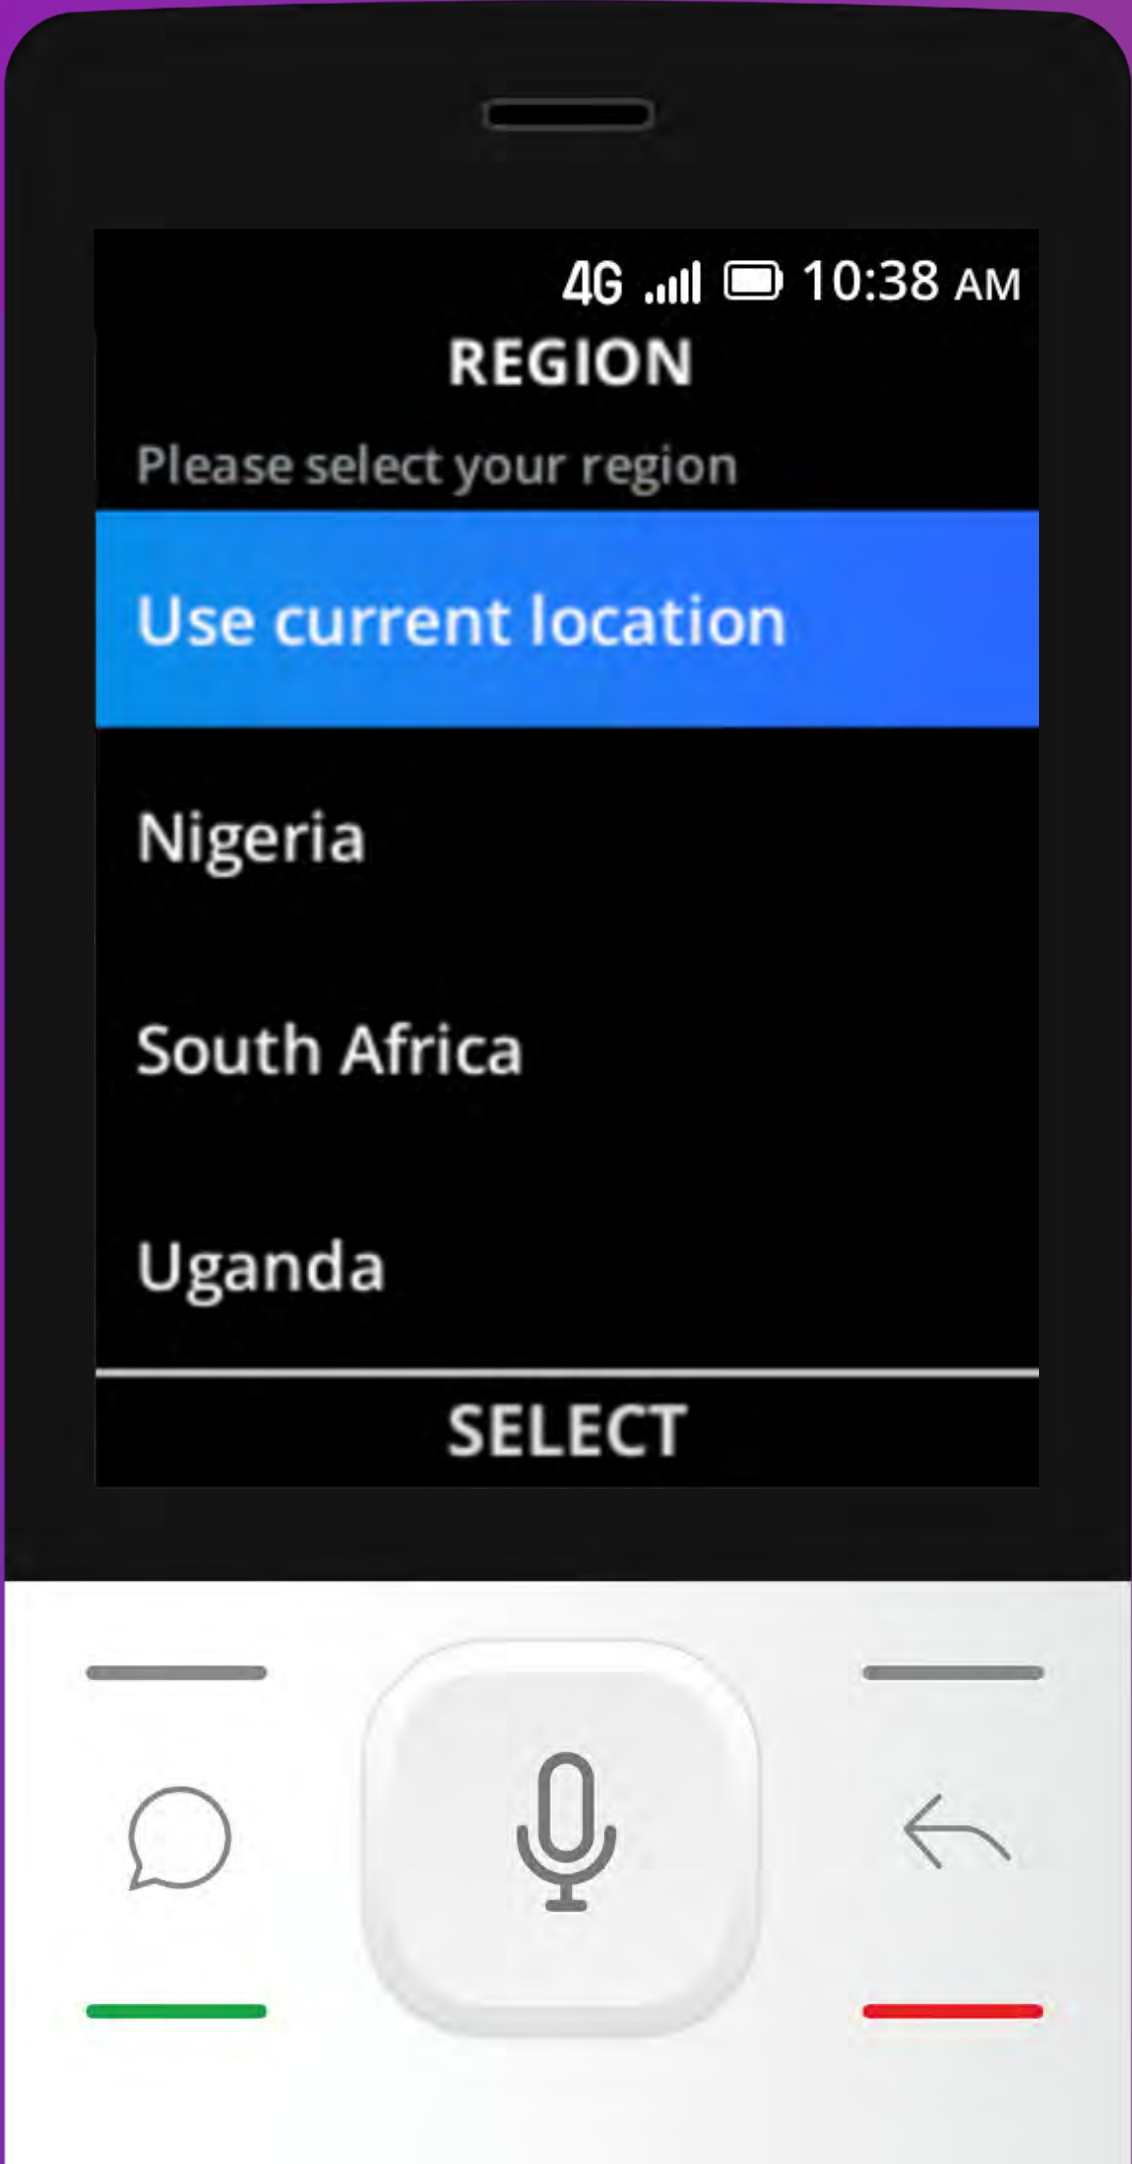 4G 10:38 AM
REGION
Please select your region
Use current location
Nigeria
South Africa
Uganda
SELECT